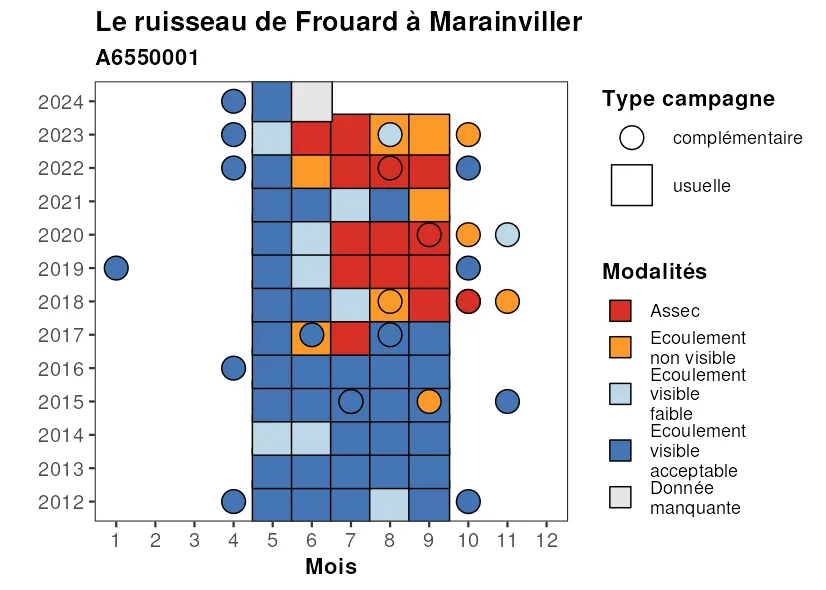 Le ruisseau de Frouard à Marainviller
A6550001
2024
2023
2022
2021
2020
2019
2018
2017
2016
2015
2014
2013
2012
1 2 3 4 5 6 7 8 9 10 11 12
Mois
Type campagne
complémentaire
usuelle
Modalités
Assec
Ecoulement
non visible
Ecoulement
visible
faible
Ecoulement
visible
acceptable
Donnée
manquante